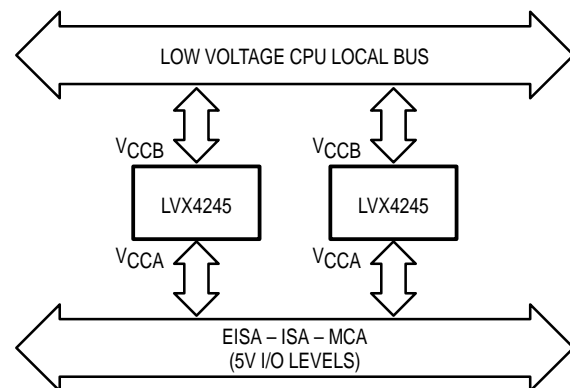 LOW VOLTAGE CPU LOCAL BUS
VCCB VCCB
LVX4245 LVX4245
VCCA VCCA
EISA – ISA – MCA
(5V I/O LEVELS)